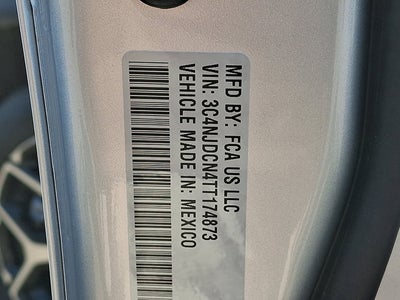 MFD BY: FCA US LLC
VIN: 3C4NJDCN4TT174873
VEHICLE MADE IN: MEXICO